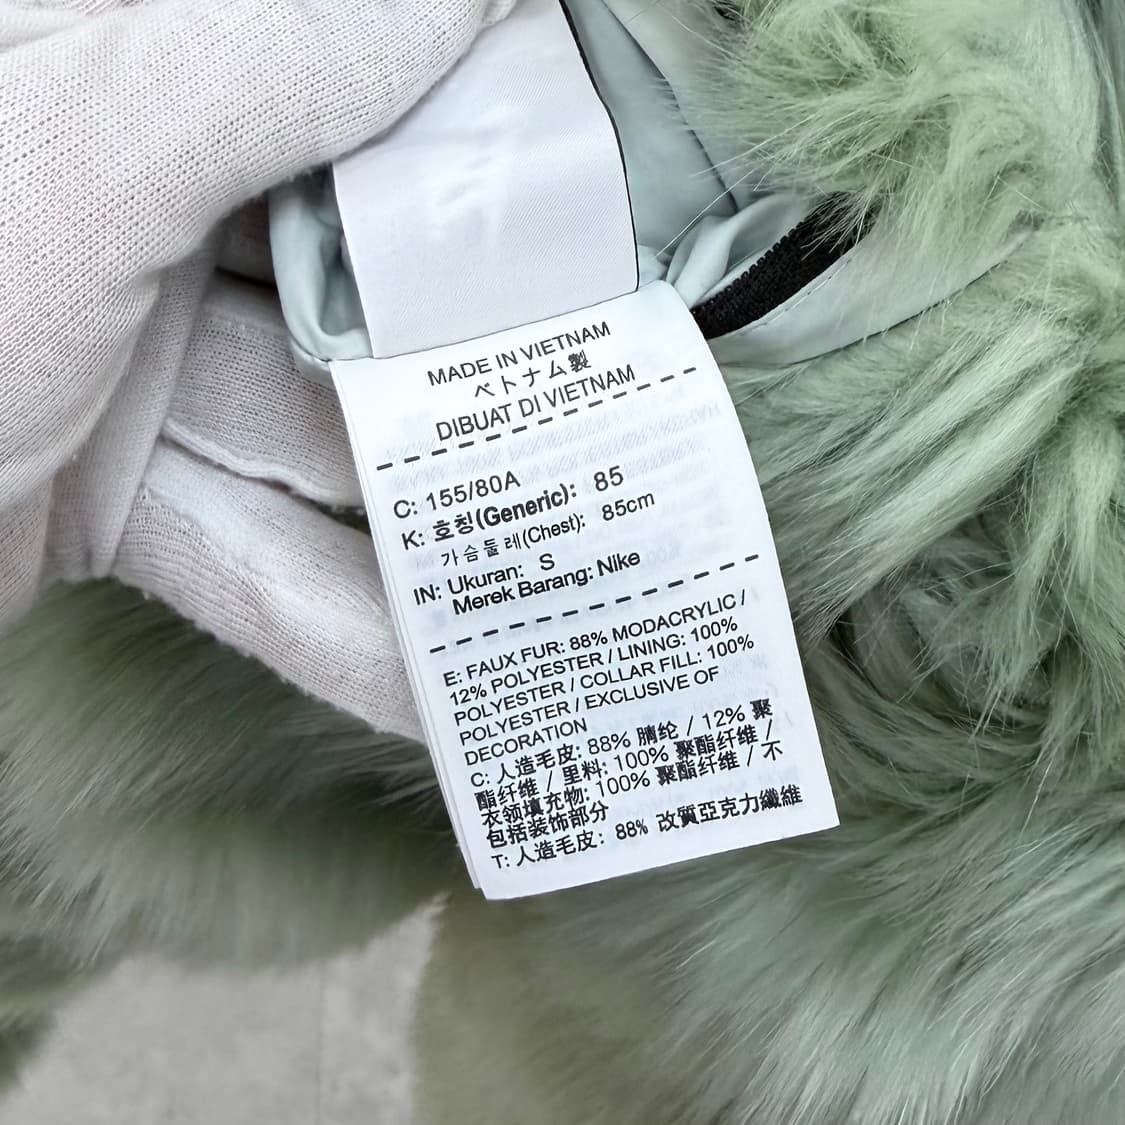 MADE IN VIETNAM
ベトナム製
DIBUAT DI VIETNAM
C: 155/80A
K: 호칭(Generic): 85
가슴둘레(Chest): 85cm
IN: Ukuran: S
Merek Barang: Nike
E: FAUX FUR: 88% MODACRYLIC /
12% POLYESTER / LINING: 100%
POLYESTER / COLLAR FILL: 100%
POLYESTER / EXCLUSIVE OF
DECORATION
C: 人造毛皮: 88% 腈纶 / 12% 聚
酯纤维 / 里料: 100% 聚酯纤维 /
衣领填充物: 100% 聚酯纤维 / 不
包括装饰部分
T: 人造毛皮: 88% 改質亞克力纖維